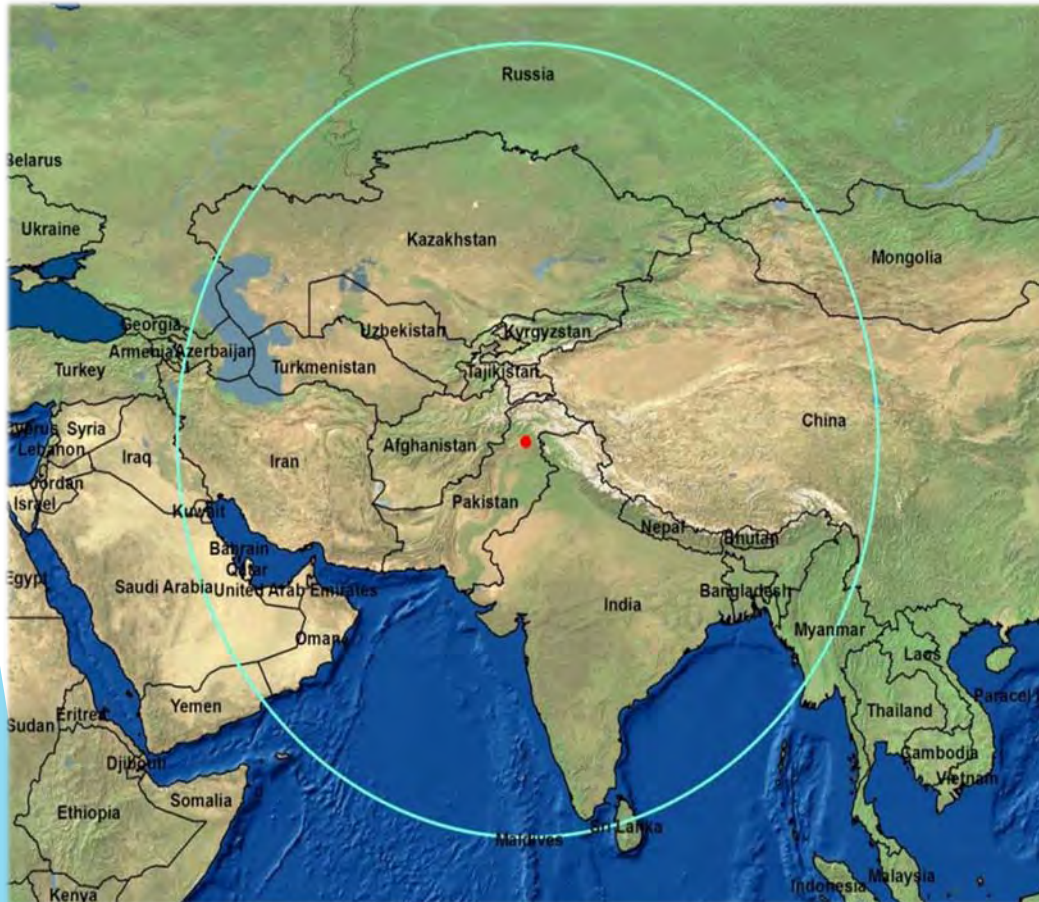 Russia
Belarus
Ukraine
Kazakhstan
Mongolia
Georgia
Uzbekistan
Kyrgyzstan
Armenia
Azerbaijan
Turkey
Turkmenistan
Tajikistan
China
Syria
Lebanon
Iraq
Iran
Afghanistan
Jordan
Israel
Kuwait
Pakistan
Nepal
Bhutan
Bahrain
Qatar
Egypt
Saudi Arabia
United Arab Emirates
Bangladesh
India
Oman
Myanmar
Laos
Yemen
Eritrea
Sudan
Thailand
Paracel
Djibouti
Cambodia
Vietnam
Somalia
Ethiopia
Sri Lanka
Maldives
Malaysia
Indonesia
Kenya